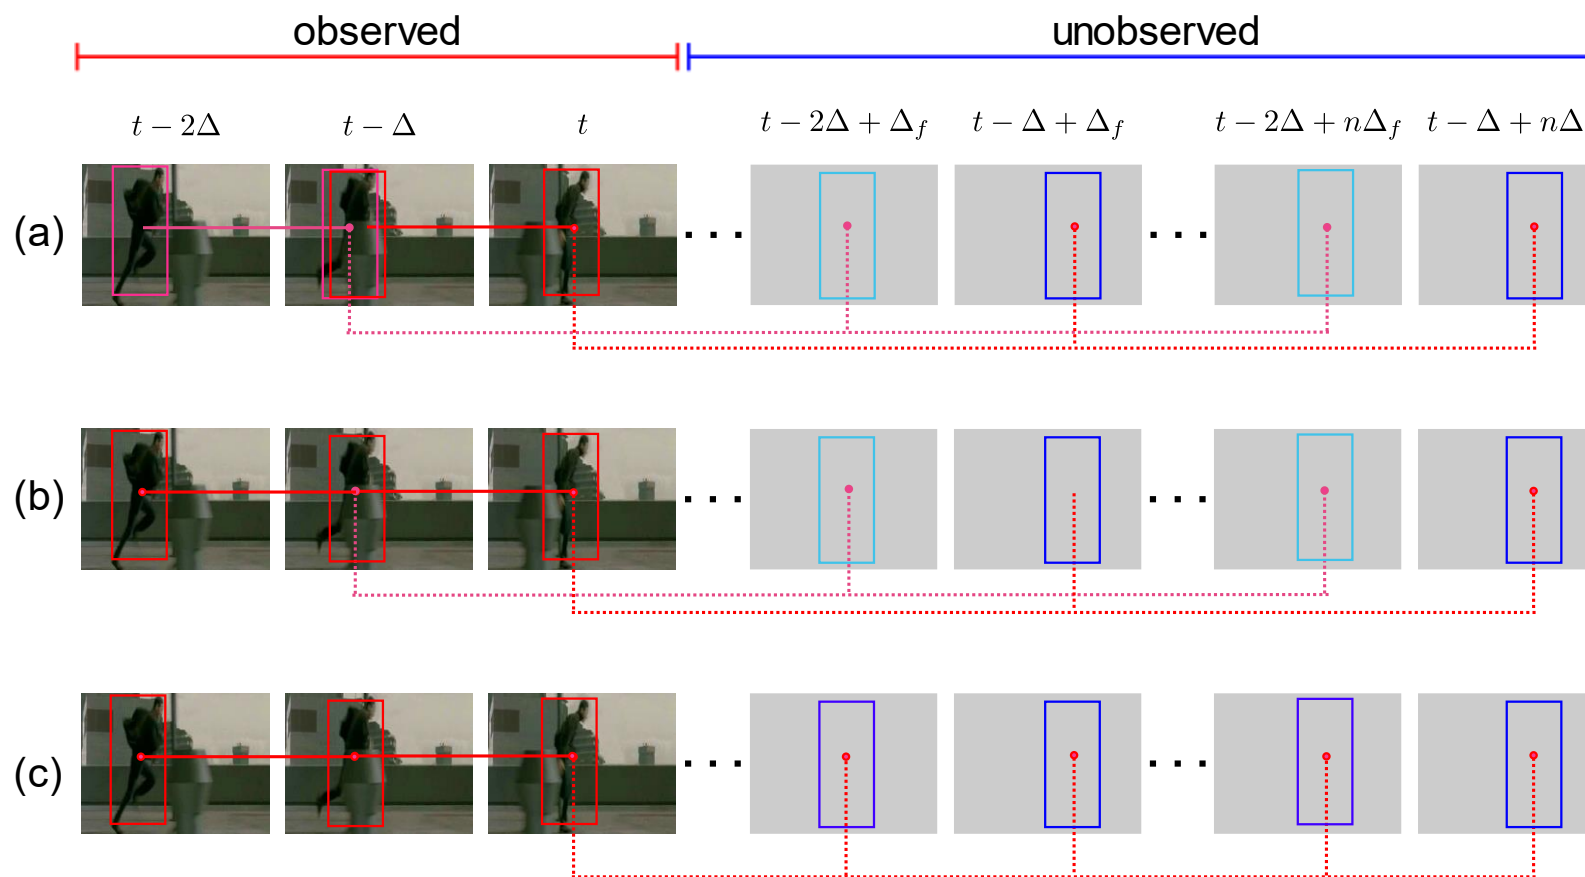 observed unobserved
t − 2Δ t − Δ t t − 2Δ + Δ_f t − Δ + Δ_f t − 2Δ + nΔ_f t − Δ + nΔ
(a) ... ...
(b) ... ...
(c) ... ...